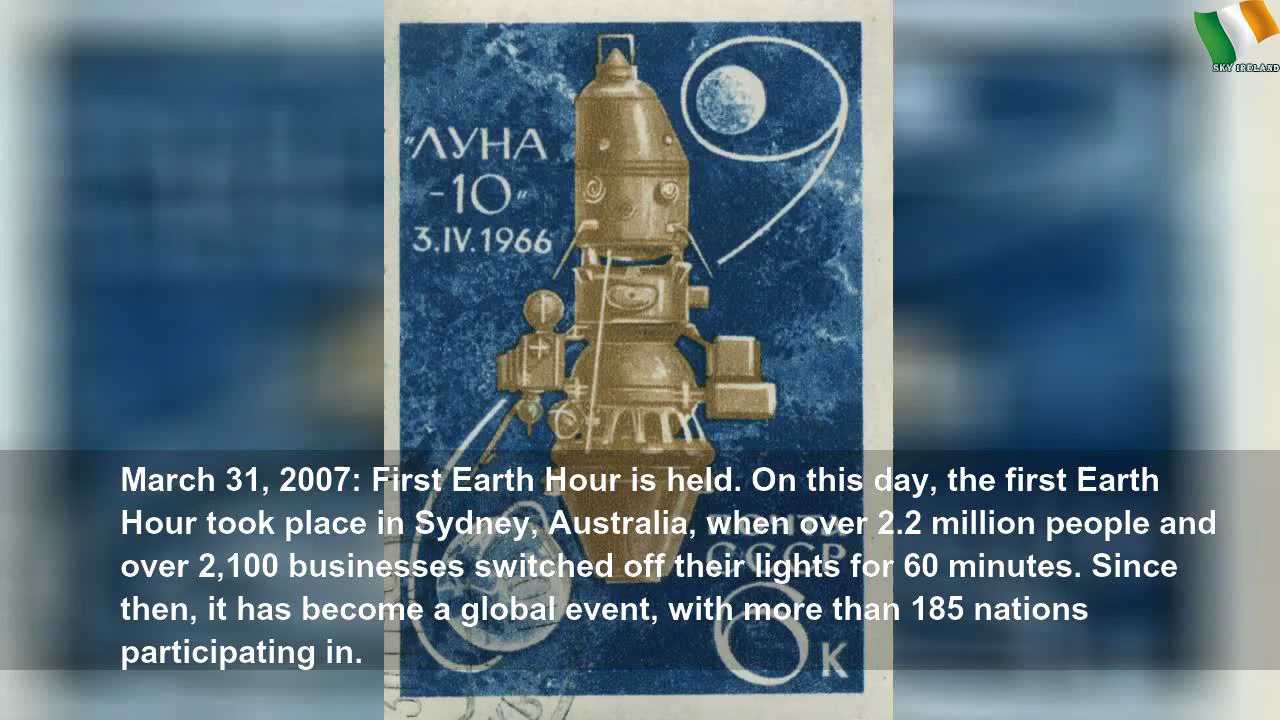 SKY IRELAND
"ЛУНА
-10"
3.IV.1966
March 31, 2007: First Earth Hour is held. On this day, the first Earth
Hour took place in Sydney, Australia, when over 2.2 million people and
over 2,100 businesses switched off their lights for 60 minutes. Since
then, it has become a global event, with more than 185 nations
participating in.
ПОЧТА
СССР
6 К